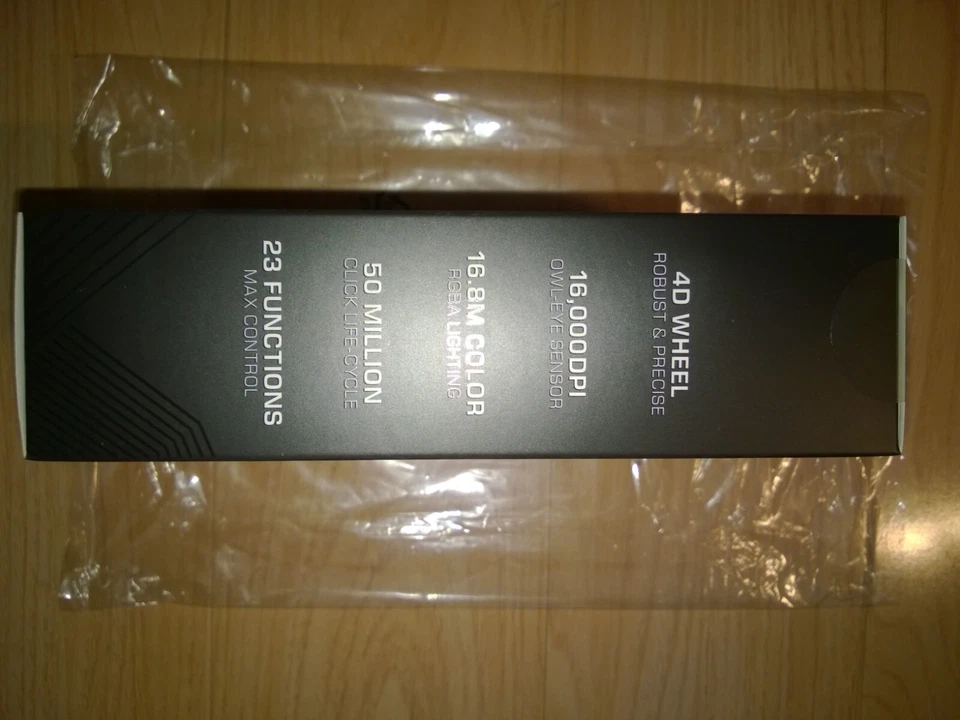 4D WHEEL
ROBUST & PRECISE
16,000DPI
OWL-EYE SENSOR
16.8M COLOR
RGBA LIGHTING
50 MILLION
CLICK LIFE-CYCLE
23 FUNCTIONS
MAX CONTROL